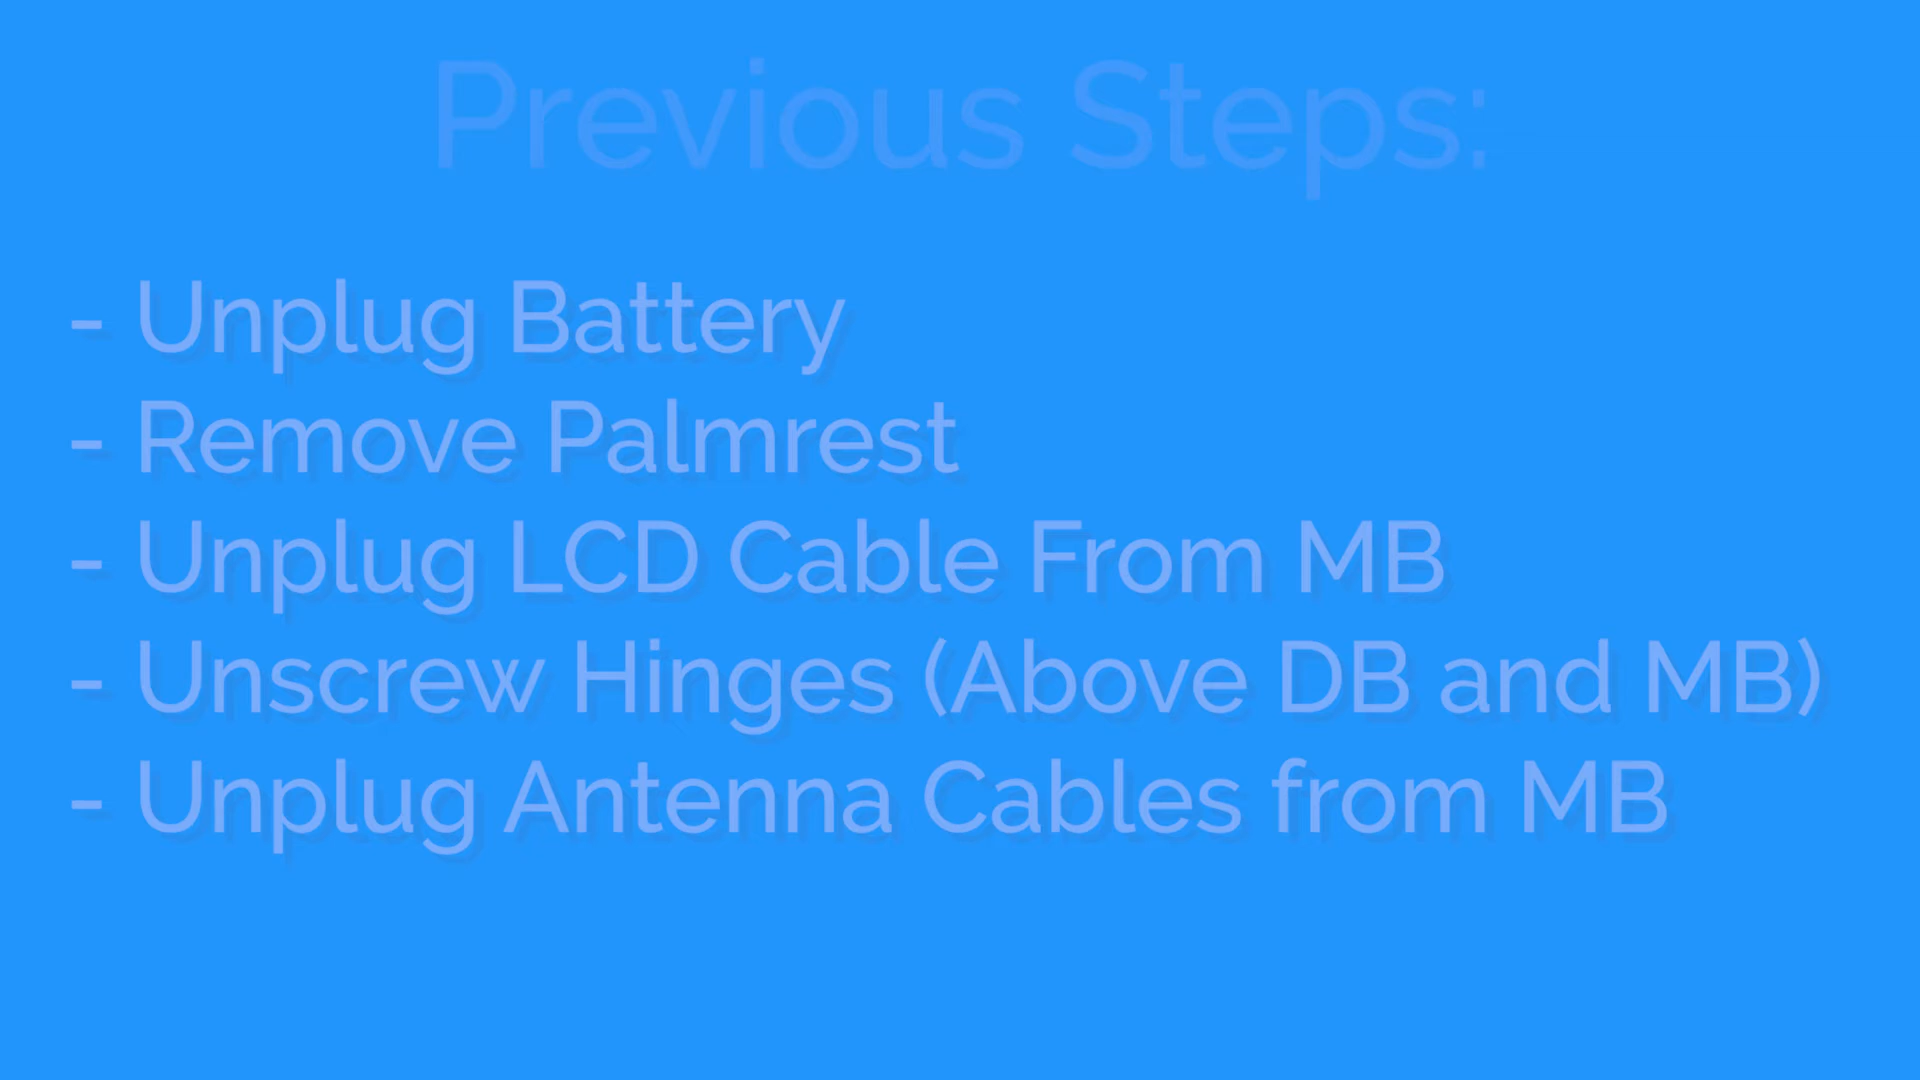 Previous Steps:
- Unplug Battery
- Remove Palmrest
- Unplug LCD Cable From MB
- Unscrew Hinges (Above DB and MB)
- Unplug Antenna Cables from MB